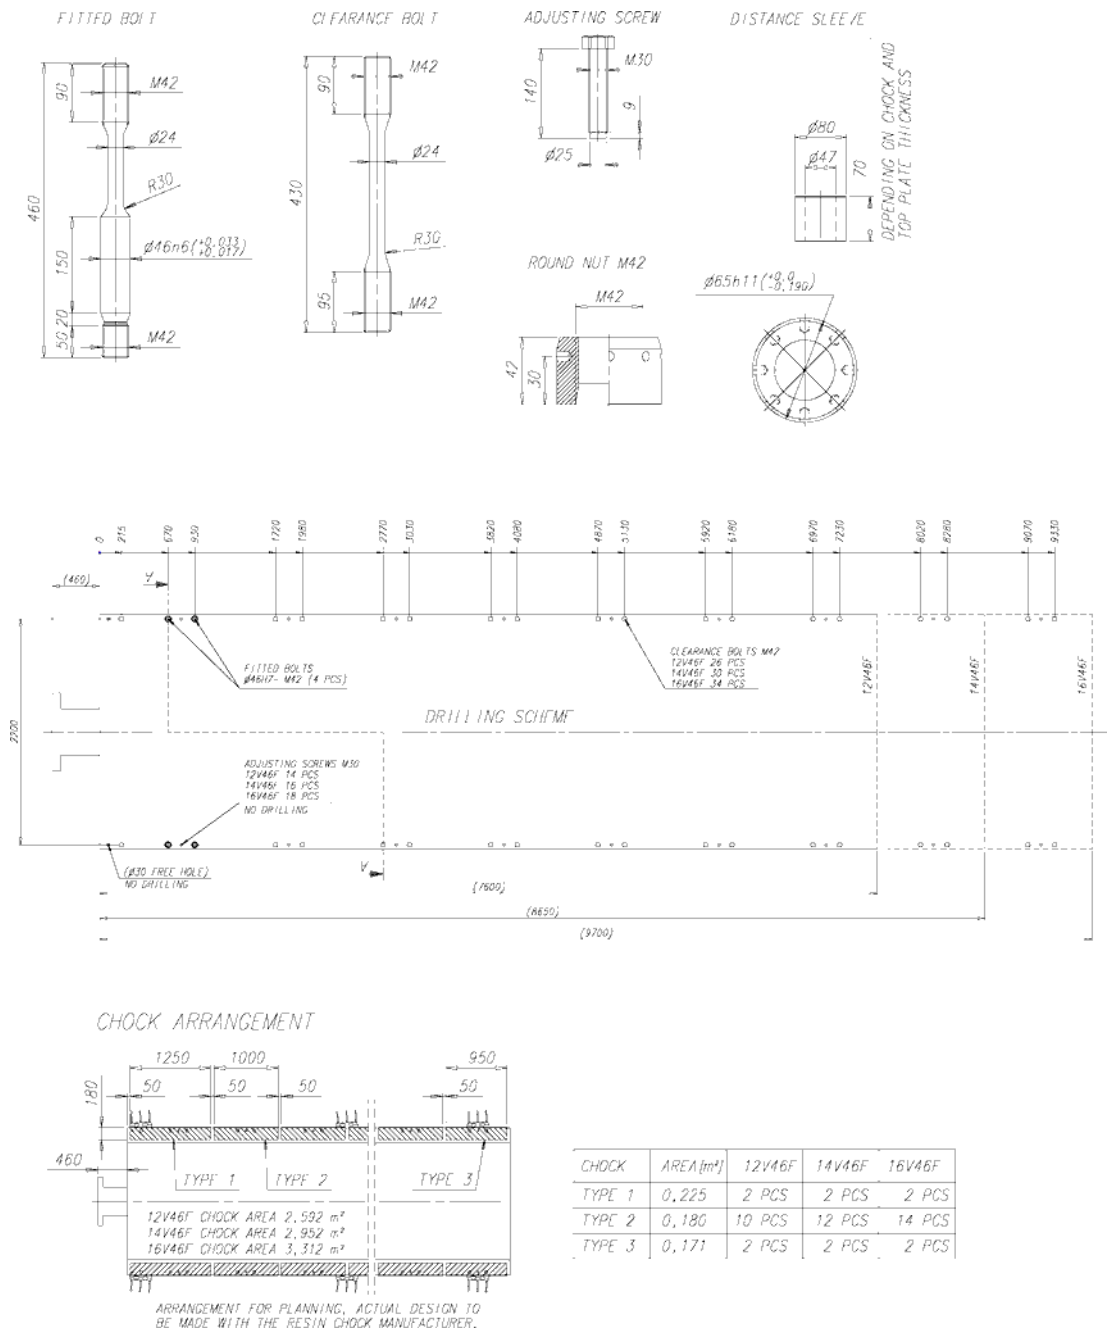 FITTED BOLT
CLEARANCE BOLT
ADJUSTING SCREW
DISTANCE SLEEVE
90
M42
Ø24
R30
460
150
Ø46n6(+0.033 +0.017)
20
50
M42
90
M42
Ø24
430
R30
95
M42
M30
140
9
Ø25
Ø80
Ø47
70
DEPENDING ON CHOCK AND
TOP PLATE THICKNESS
ROUND NUT M42
M42
42
30
Ø65h11(+0.0 -0.190)
0
215
670
930
1720
1980
2770
3030
3820
4080
4870
5130
5920
6180
6970
7230
8020
8280
9070
9330
(460)
A
FITTED BOLTS
Ø46H7- M42 (4 PCS)
CLEARANCE BOLTS M42
12V46F 26 PCS
14V46F 30 PCS
16V46F 34 PCS
12V46F
14V46F
16V46F
DRILLING SCHEME
2200
ADJUSTING SCREWS M30
12V46F 14 PCS
14V46F 16 PCS
16V46F 18 PCS
NO DRILLING
(Ø30 FREE HOLE)
NO DRILLING
A
(7600)
(8650)
(9700)
CHOCK ARRANGEMENT
1250
1000
950
180
50
50
50
50
460
TYPE 1
TYPE 2
TYPE 3
12V46F CHOCK AREA 2,592 m²
14V46F CHOCK AREA 2,952 m²
16V46F CHOCK AREA 3,312 m²
ARRANGEMENT FOR PLANNING, ACTUAL DESIGN TO
BE MADE WITH THE RESIN CHOCK MANUFACTURER.
CHOCK AREA[m²] 12V46F 14V46F 16V46F
TYPE 1 0,225 2 PCS 2 PCS 2 PCS
TYPE 2 0,180 10 PCS 12 PCS 14 PCS
TYPE 3 0,171 2 PCS 2 PCS 2 PCS